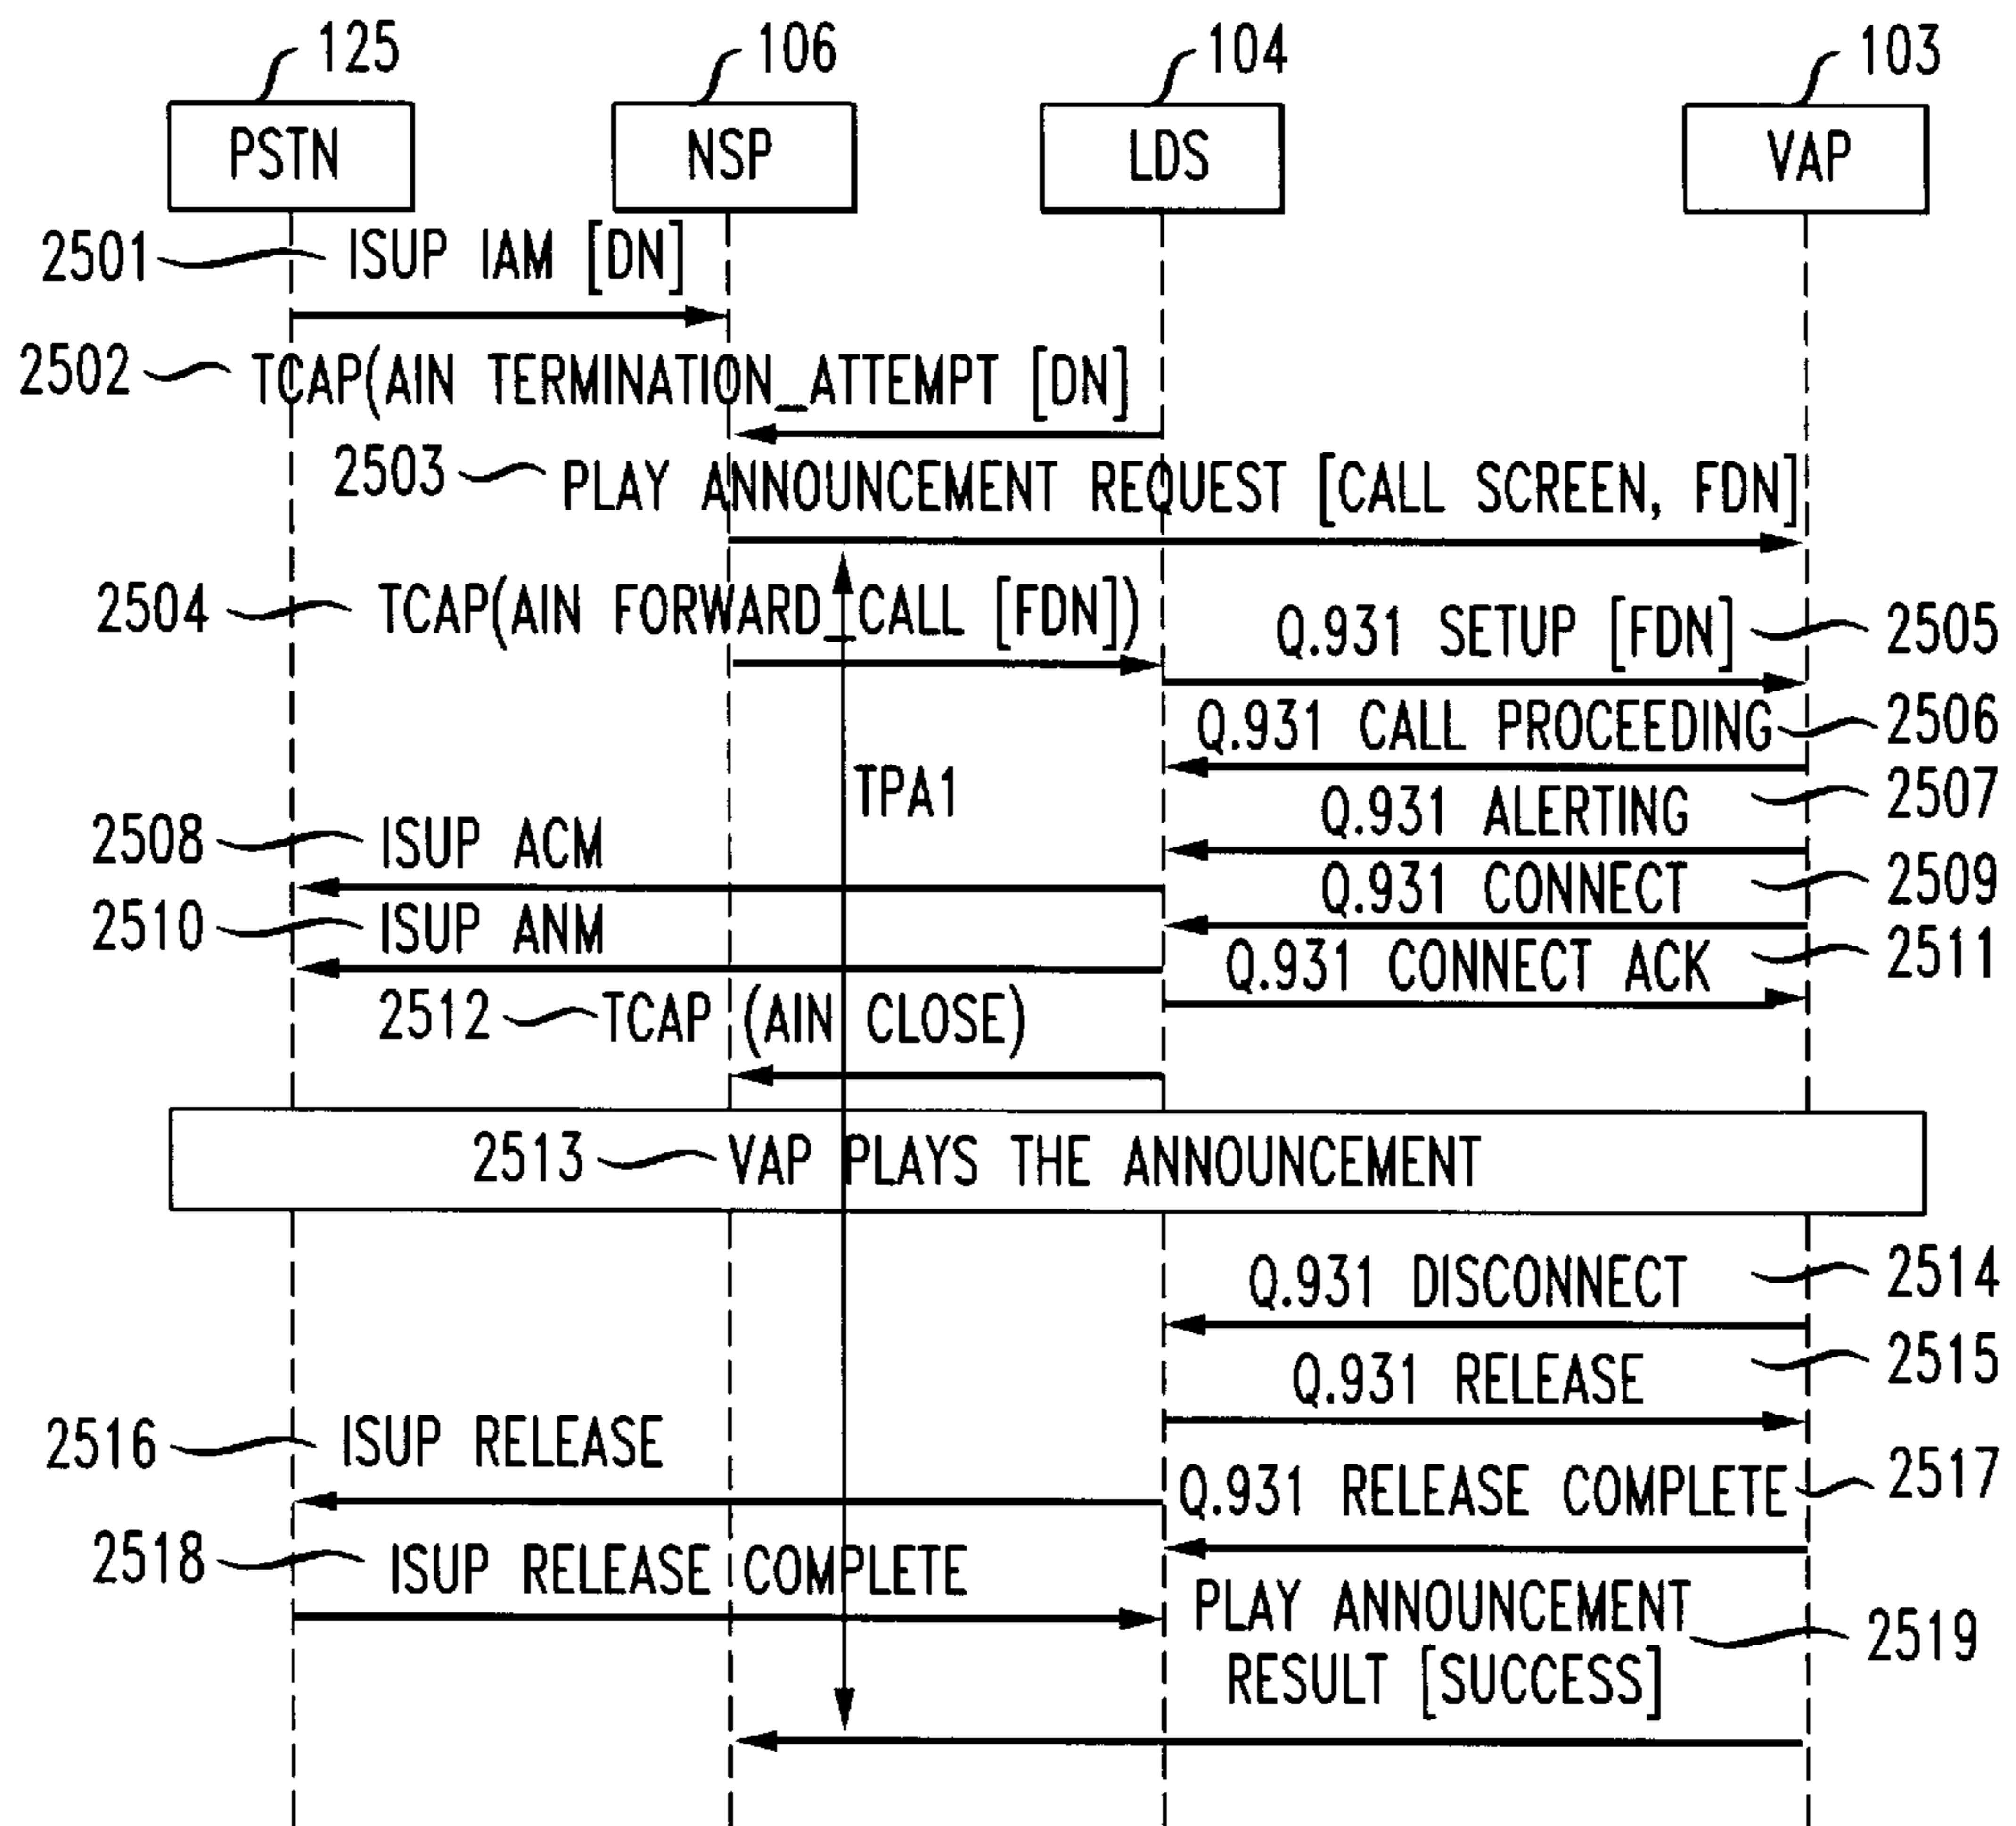 125
106
104
103
PSTN
NSP
LDS
VAP
2501
ISUP IAM [DN]
2502
TCAP(AIN TERMINATION_ATTEMPT [DN]
2503
PLAY ANNOUNCEMENT REQUEST [CALL SCREEN, FDN]
2504
TCAP(AIN FORWARD_CALL [FDN])
Q.931 SETUP [FDN]
2505
Q.931 CALL PROCEEDING
2506
TPA1
Q.931 ALERTING
2507
2508
ISUP ACM
Q.931 CONNECT
2509
2510
ISUP ANM
Q.931 CONNECT ACK
2511
2512
TCAP (AIN CLOSE)
2513
VAP PLAYS THE ANNOUNCEMENT
Q.931 DISCONNECT
2514
Q.931 RELEASE
2515
2516
ISUP RELEASE
Q.931 RELEASE COMPLETE
2517
2518
ISUP RELEASE COMPLETE
PLAY ANNOUNCEMENT
RESULT [SUCCESS]
2519